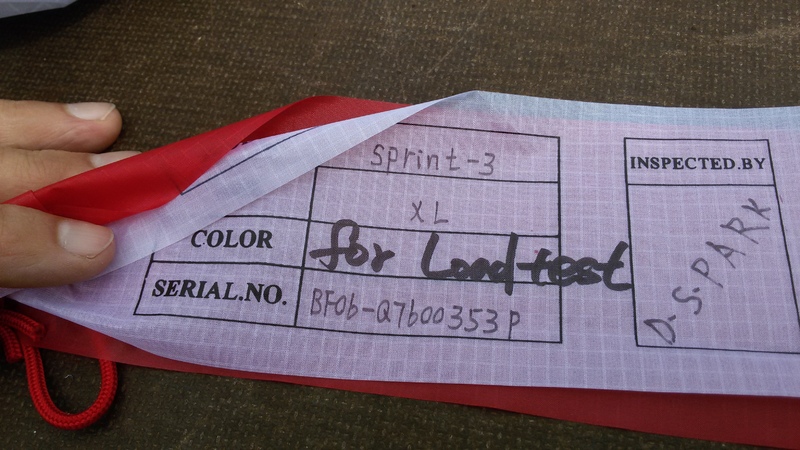 Sprint-3
XL
COLOR
for Load test
SERIAL.NO.
BF06-Q7b00353P
INSPECTED.BY
D.S.PARK